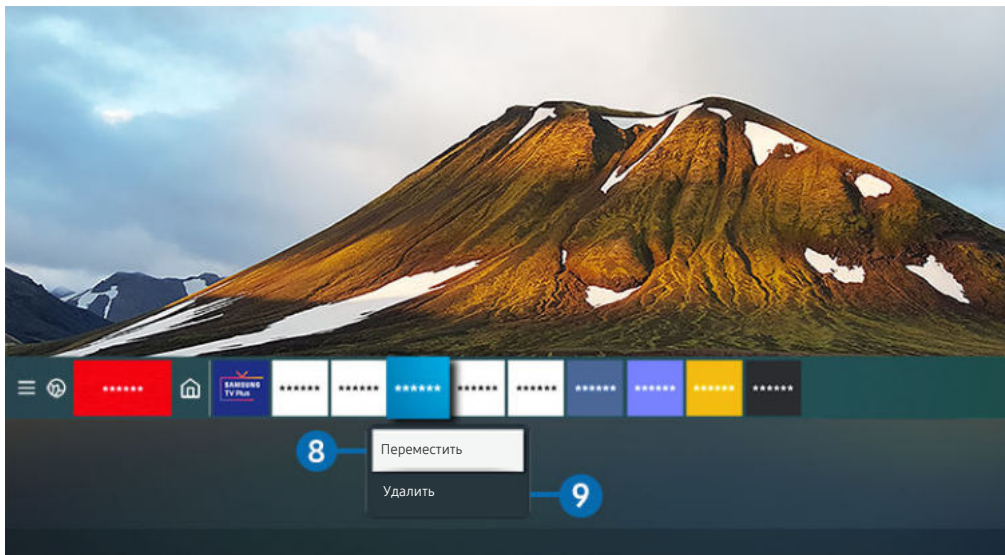 ****** SAMSUNG ****** ****** ****** ****** ****** ****** ****** ****** ******
TV Plus
8 Переместить
Удалить 9